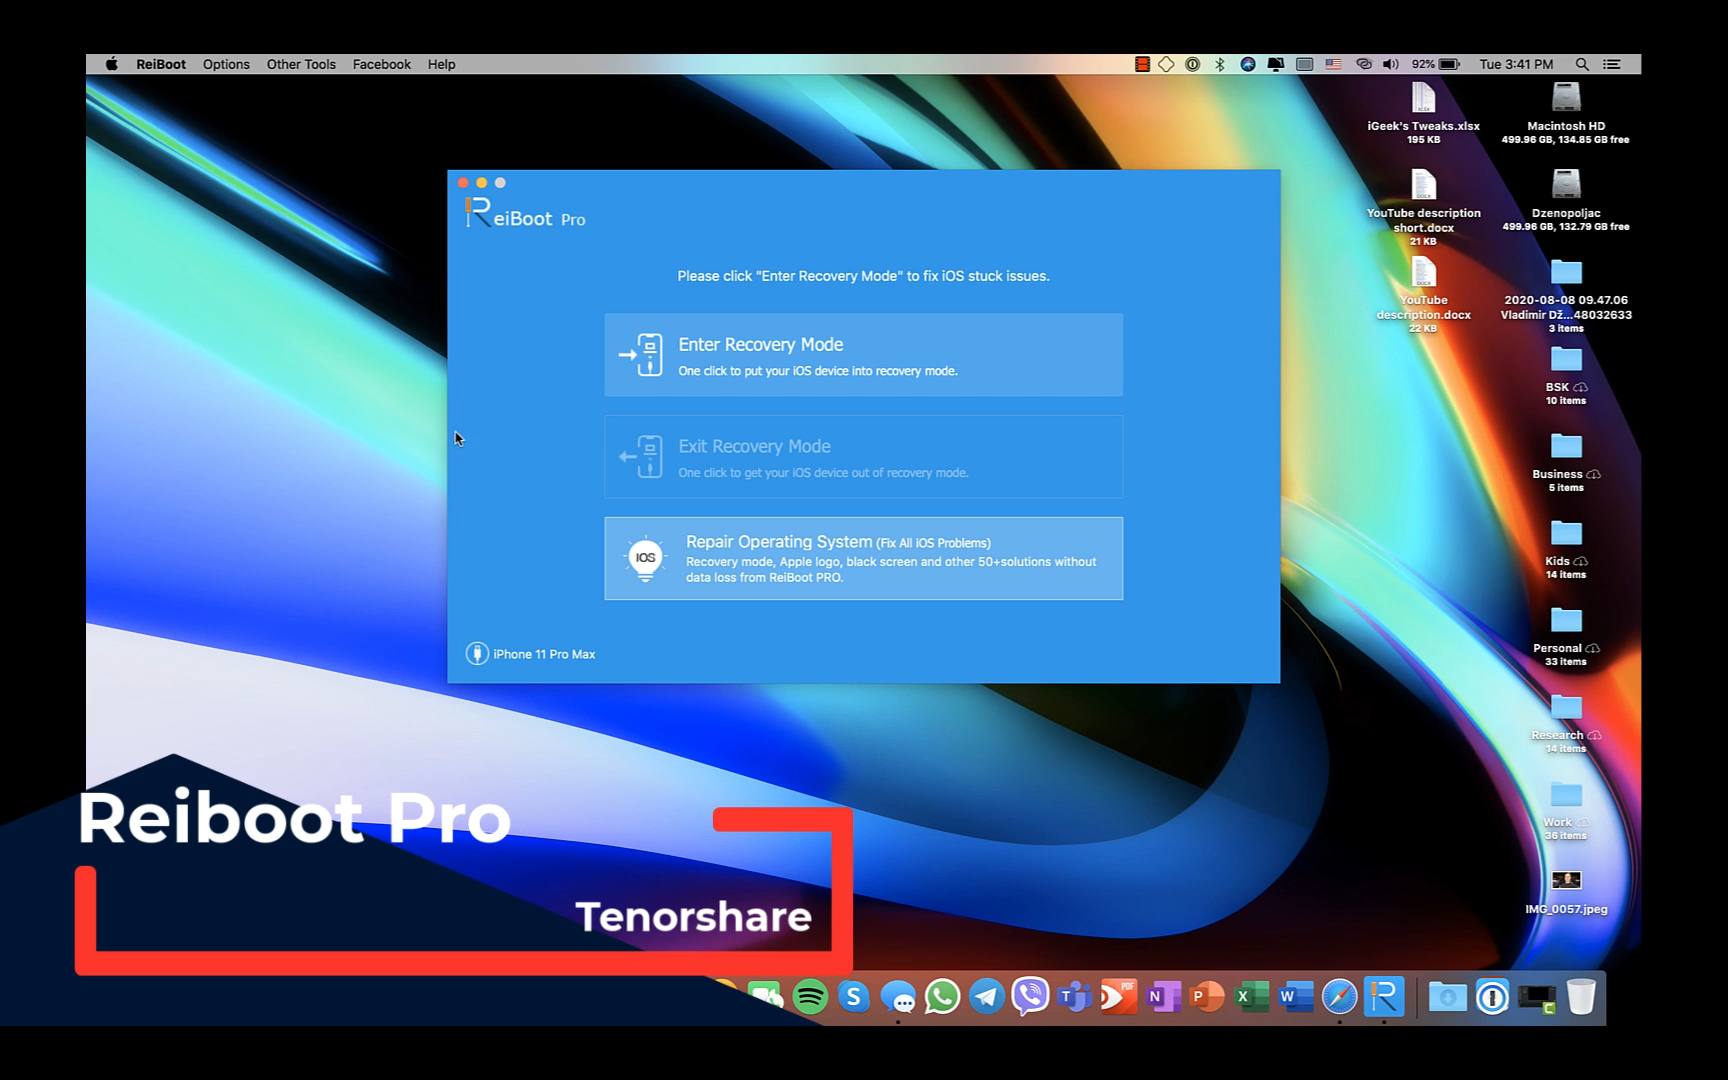 ReiBoot Options Other Tools Facebook Help
92% Tue 3:41 PM
iGeek's Tweaks.xlsx
195 KB
Macintosh HD
499.96 GB, 134.85 GB free
YouTube description
short.docx
21 KB
Dzenopoljac
499.96 GB, 132.79 GB free
YouTube
description.docx
22 KB
2020-08-08 09.47.06
Vladimir Dž...48032633
3 items
BSK
10 items
Business
5 items
Kids
14 items
Personal
33 items
Research
14 items
Work
36 items
IMG_0057.jpeg
ReiBoot Pro
Please click "Enter Recovery Mode" to fix iOS stuck issues.
Enter Recovery Mode
One click to put your iOS device into recovery mode.
Exit Recovery Mode
One click to get your iOS device out of recovery mode.
iOS
Repair Operating System (Fix All iOS Problems)
Recovery mode, Apple logo, black screen and other 50+solutions without
data loss from ReiBoot PRO.
iPhone 11 Pro Max
Reiboot Pro
Tenorshare